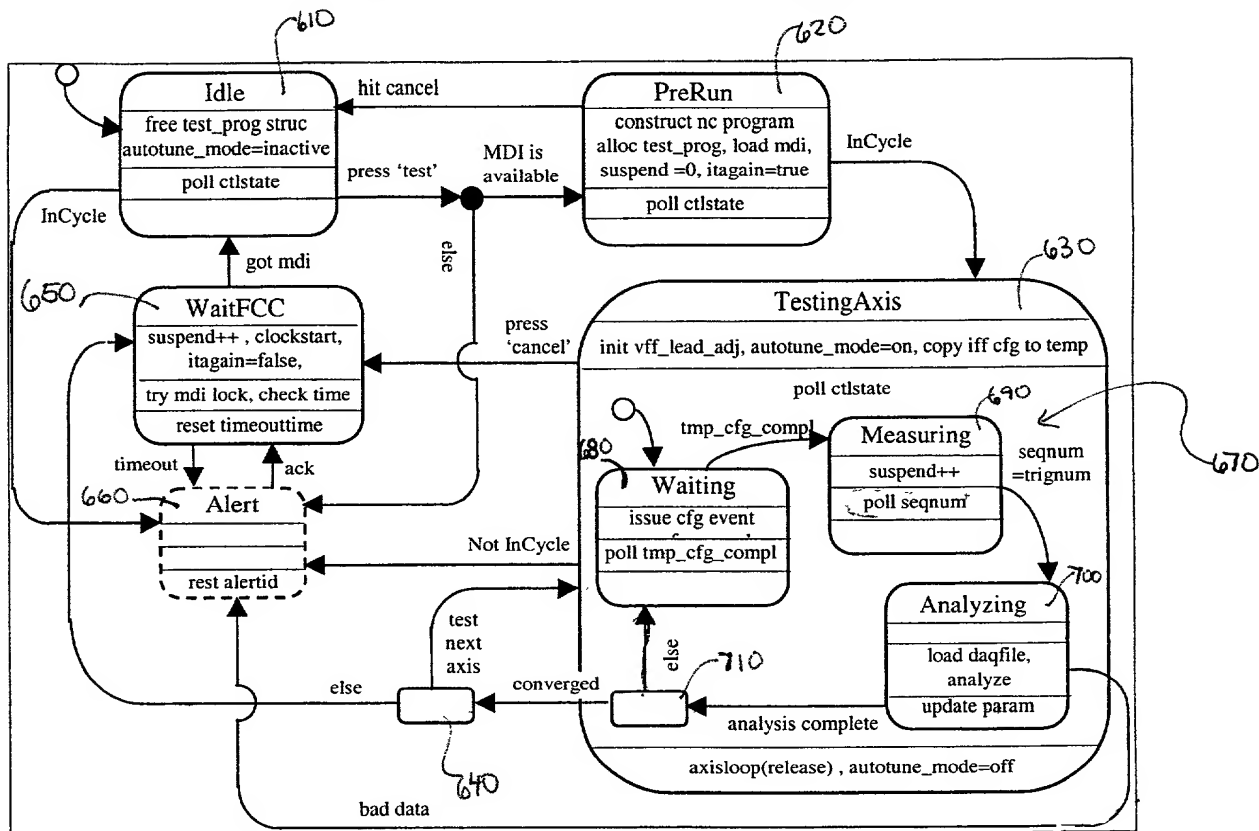 610
620
Idle
free test_prog struc
autotune_mode=inactive
poll ctlstate
hit cancel
PreRun
construct nc program
alloc test_prog, load mdi,
suspend =0, itagain=true
poll ctlstate
InCycle
press ‘test’
MDI is
available
InCycle
else
got mdi
650
WaitFCC
suspend++ , clockstart,
itagain=false,
try mdi lock, check time
reset timeouttime
press
‘cancel’
630
TestingAxis
init vff_lead_adj, autotune_mode=on, copy iff cfg to temp
poll ctlstate
timeout
ack
660
Alert
rest alertid
Not InCycle
680
Waiting
issue cfg event
poll tmp_cfg_compl
tmp_cfg_compl
690
Measuring
suspend++
poll seqnum
seqnum
=trignum
670
700
Analyzing
load daqfile,
analyze
update param
test
next
axis
else
else
converged
710
analysis complete
640
axisloop(release) , autotune_mode=off
bad data